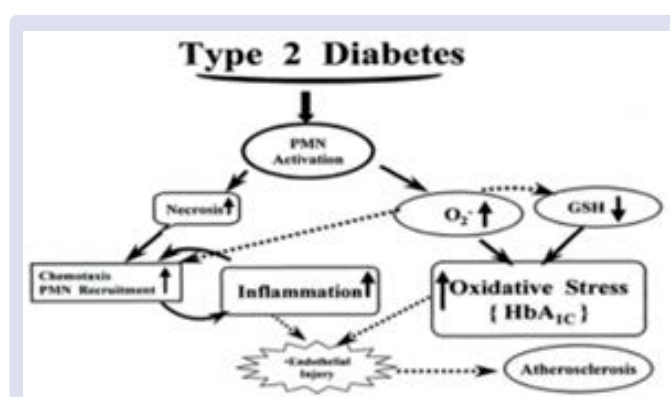 Type 2 Diabetes
PMN
Activation
Necrosis↑
O₂⁻ ↑
GSH ↓
Chemotaxis
PMN Recruitment ↑
Inflammation↑
↑Oxidative Stress
{ HbA₁C }
•Endothelial
Injury
Atherosclerosis